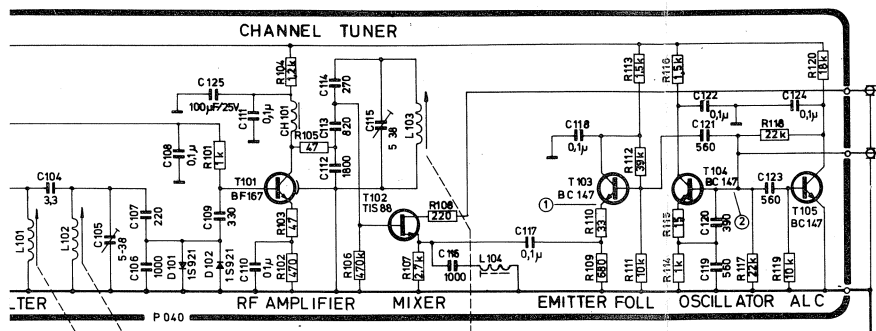 CHANNEL TUNER
R104
1,2k
C114
270
R113
1,5k
R116
1,5k
R120
18k
C125
100µF/25V
C111
0,1µ
CH101
C113
820
C115
5-38
L103
C122
0,1µ
C124
0,1µ
C108
0,1µ
R101
1k
R105
47
C112
1800
C118
0,1µ
R112
39k
C121
560
R118
22k
C104
3,3
T101
BF167
T102
TIS88
R108
220
T103
BC147
T104
BC147
C123
560
T105
BC147
1
2
L101
L102
C105
5-38
C107
220
C109
330
R103
47
R110
33
R115
15
C120
390
C117
0,1µ
C106
1000
D101
1S921
D102
1S921
C110
0,1µ
R102
470
R106
470k
R107
2,7k
C116
1000
L104
R109
680
R111
10k
R114
1k
C119
560
R117
22k
R119
10k
LTER
RF AMPLIFIER
MIXER
EMITTER FOLL
OSCILLATOR
ALC
P040